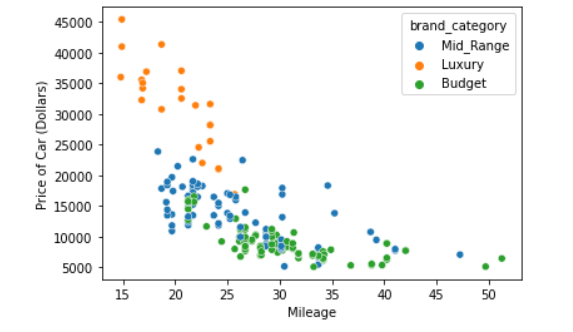 brand_category
Mid_Range
Luxury
Budget
Price of Car (Dollars)
45000
40000
35000
30000
25000
20000
15000
10000
5000
15 20 25 30 35 40 45 50
Mileage